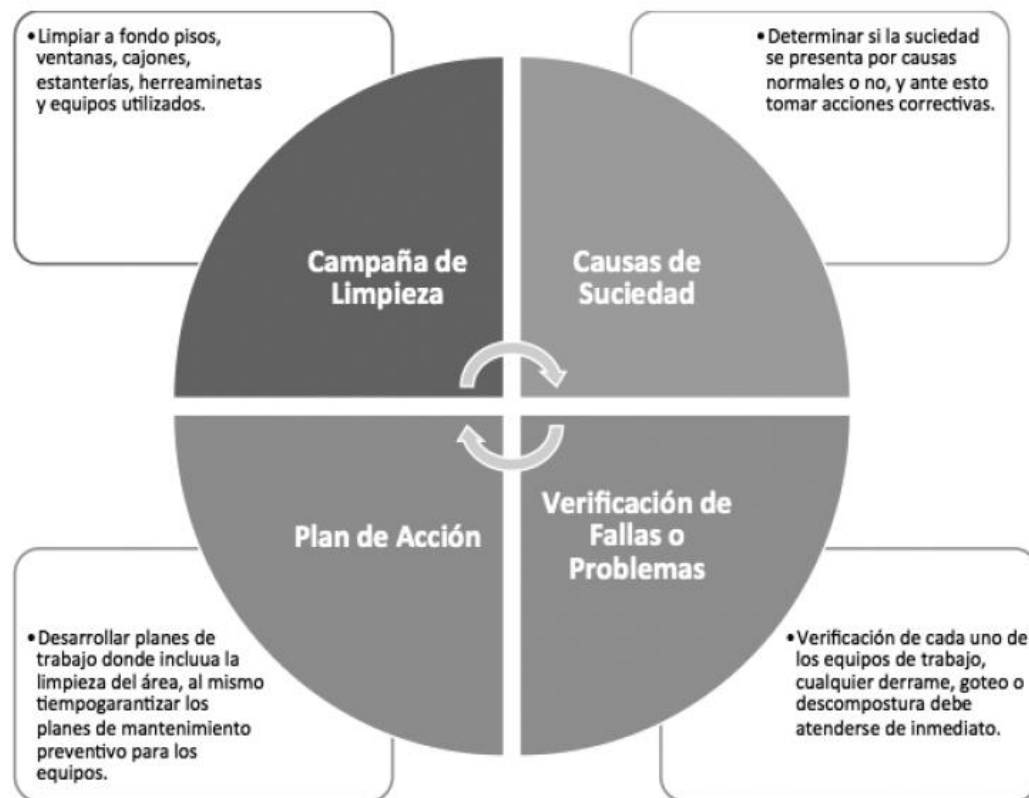 •Limpiar a fondo pisos,
ventanas, cajones,
estanterías, herreaminetas
y equipos utilizados.
•Determinar si la suciedad
se presenta por causas
normales o no, y ante esto
tomar acciones correctivas.
Campaña de
Limpieza
Causas de
Suciedad
Plan de Acción
Verificación de
Fallas o
Problemas
•Desarrollar planes de
trabajo donde incluua la
limpieza del área, al mismo
tiempogarantizar los
planes de mantenimiento
preventivo para los
equipos.
•Verificación de cada uno de
los equipos de trabajo,
cualquier derrame, goteo o
descompostura debe
atenderse de inmediato.